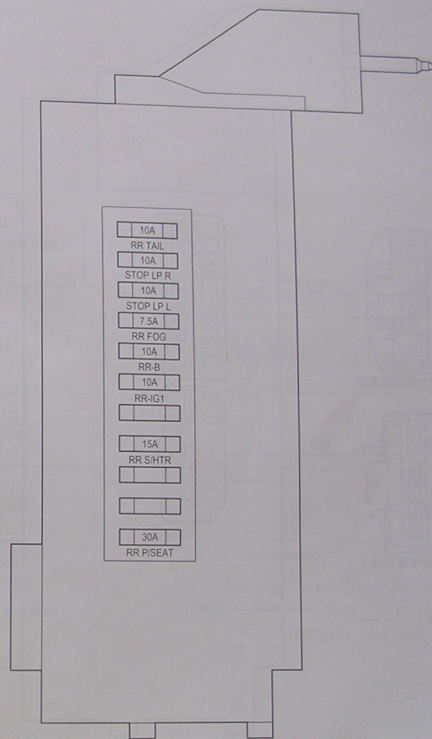 10A
RR TAIL
10A
STOP LP R
10A
STOP LP L
7.5A
RR FOG
10A
RR-B
10A
RR-IG1
15A
RR S/HTR
30A
RR P/SEAT